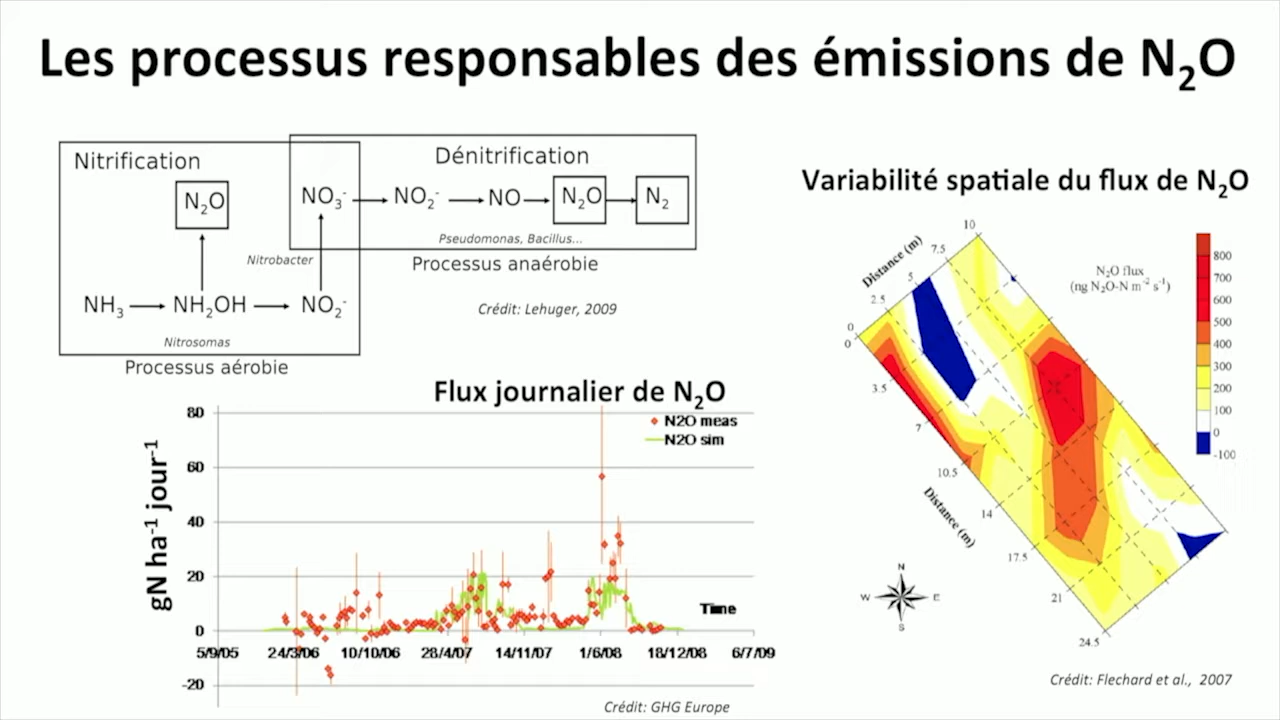 Les processus responsables des émissions de N₂O
Nitrification
N₂O
NH₃
NH₂OH
NO₂⁻
Nitrobacter
Nitrosomas
Processus aérobie
Dénitrification
NO₃⁻
NO₂⁻
NO
N₂O
N₂
Pseudomonas, Bacillus...
Processus anaérobie
Crédit: Lehuger, 2009
Flux journalier de N₂O
N2O meas
N2O sim
gN ha⁻¹ jour⁻¹
80
60
40
20
0
-20
Time
5/9/05 24/3/06 10/10/06 28/4/07 14/11/07 1/6/08 18/12/08 6/7/09
Crédit: GHG Europe
Variabilité spatiale du flux de N₂O
Distance (m)
10
7.5
5
2.5
0
0
3.5
7
10.5
14
17.5
21
24.5
Distance (m)
N₂O flux
(ng N₂O-N m⁻² s⁻¹)
800
700
600
500
400
300
200
100
0
-100
N
W E
S
Crédit: Flechard et al., 2007